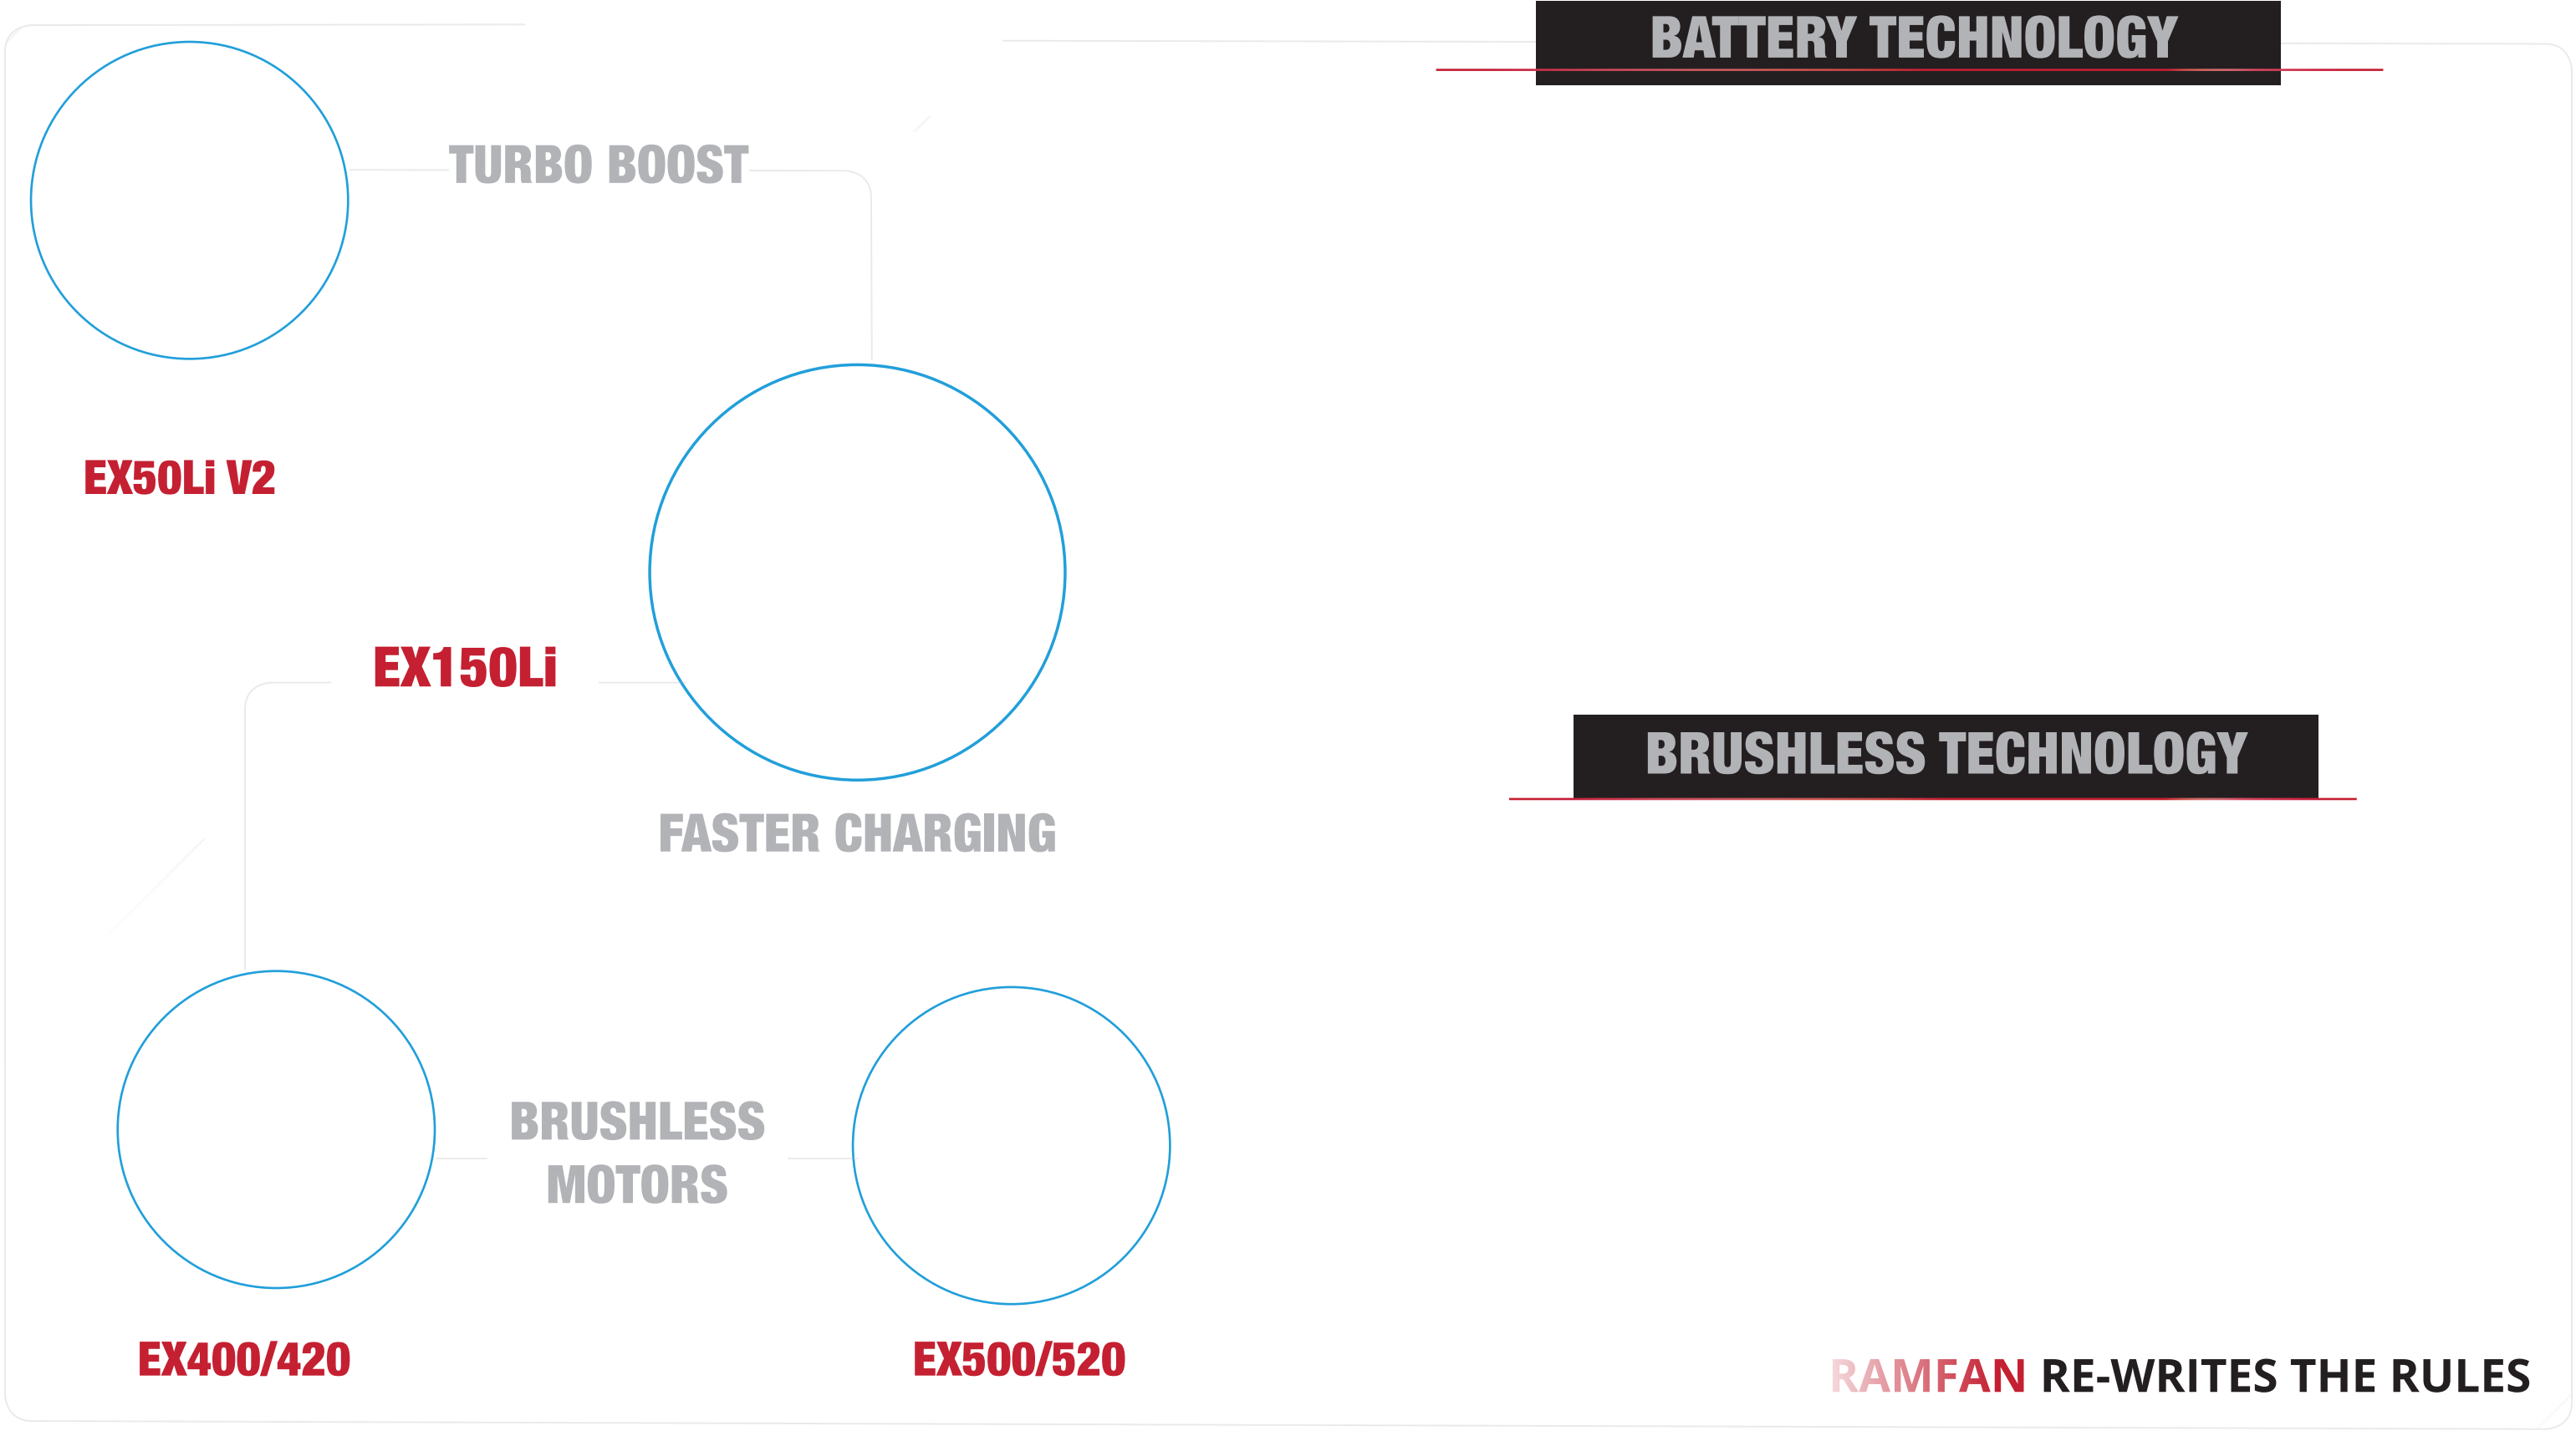 BATTERY TECHNOLOGY
TURBO BOOST
EX50Li V2
EX150Li
BRUSHLESS TECHNOLOGY
FASTER CHARGING
BRUSHLESS
MOTORS
EX400/420
EX500/520
RAMFAN RE-WRITES THE RULES